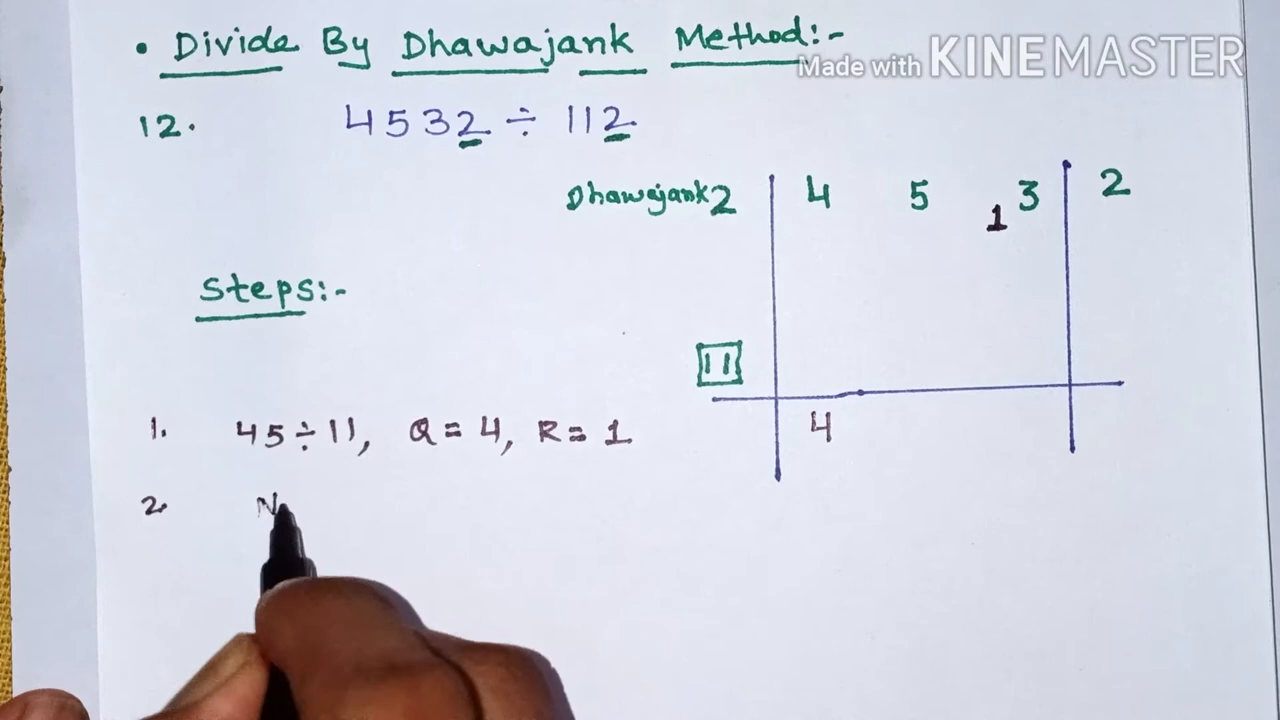 • Divide By Dhawajank Method:-
Made with KINEMASTER
12. 4532 ÷ 112
Dhawajank 2 4 5 1 3 2
Steps:-
11
1. 45÷11, Q = 4, R = 1
4
2. N